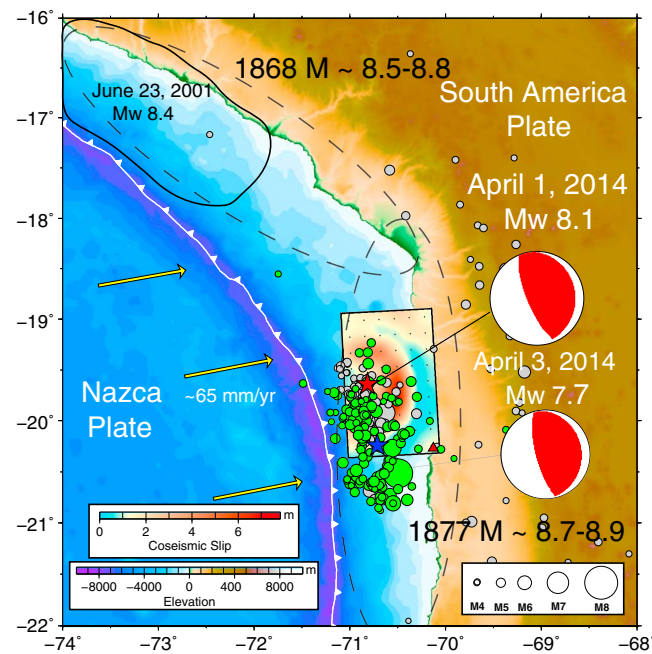 -16°
1868 M ~ 8.5-8.8
June 23, 2001
Mw 8.4
South America
Plate
-17°
April 1, 2014
Mw 8.1
-18°
-19°
April 3, 2014
Mw 7.7
Nazca
Plate
~65 mm/yr
-20°
-21°
1877 M ~ 8.7-8.9
0 2 4 6 m
Coseismic Slip
-8000 -4000 0 4000 8000 m
Elevation
M4 M5 M6 M7 M8
-22°
-74° -73° -72° -71° -70° -69° -68°